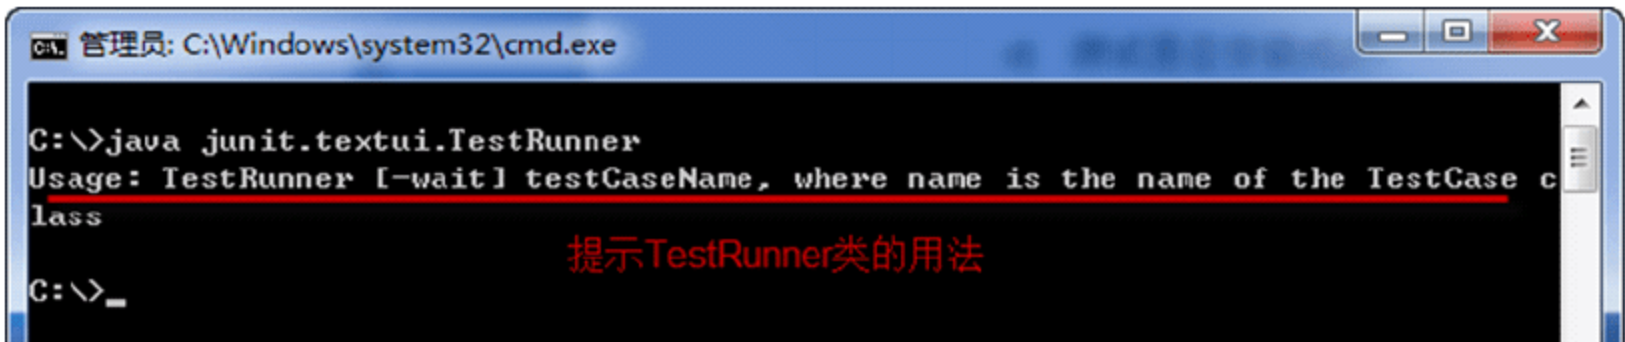 管理员: C:\Windows\system32\cmd.exe
C:\>java junit.textui.TestRunner
Usage: TestRunner [-wait] testCaseName, where name is the name of the TestCase c
lass
提示TestRunner类的用法
C:\>_